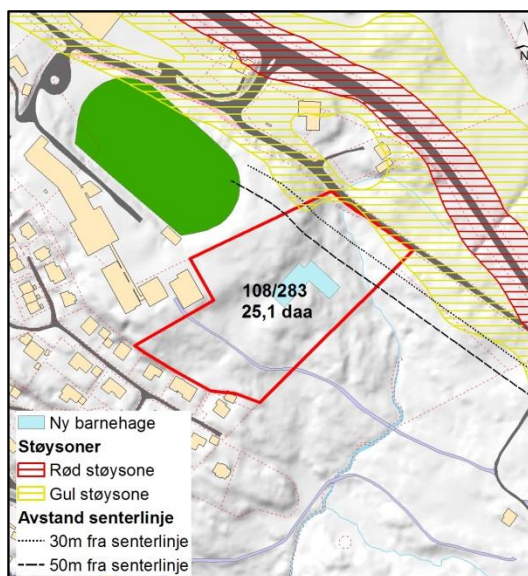 V
N
108/283
25,1 daa
Ny barnehage
Støysoner
Rød støysone
Gul støysone
Avstand senterlinje
30m fra senterlinje
50m fra senterlinje